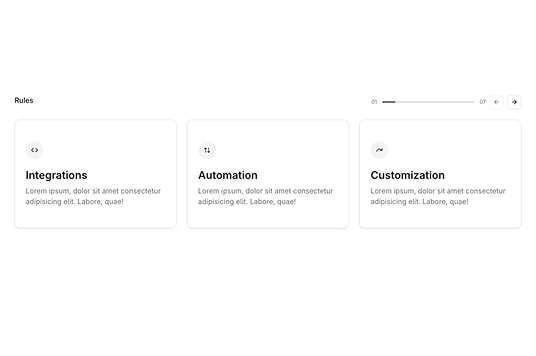 Rules
01 07
Integrations
Lorem ipsum, dolor sit amet consectetur
adipisicing elit. Labore, quae!
Automation
Lorem ipsum, dolor sit amet consectetur
adipisicing elit. Labore, quae!
Customization
Lorem ipsum, dolor sit amet consectetur
adipisicing elit. Labore, quae!